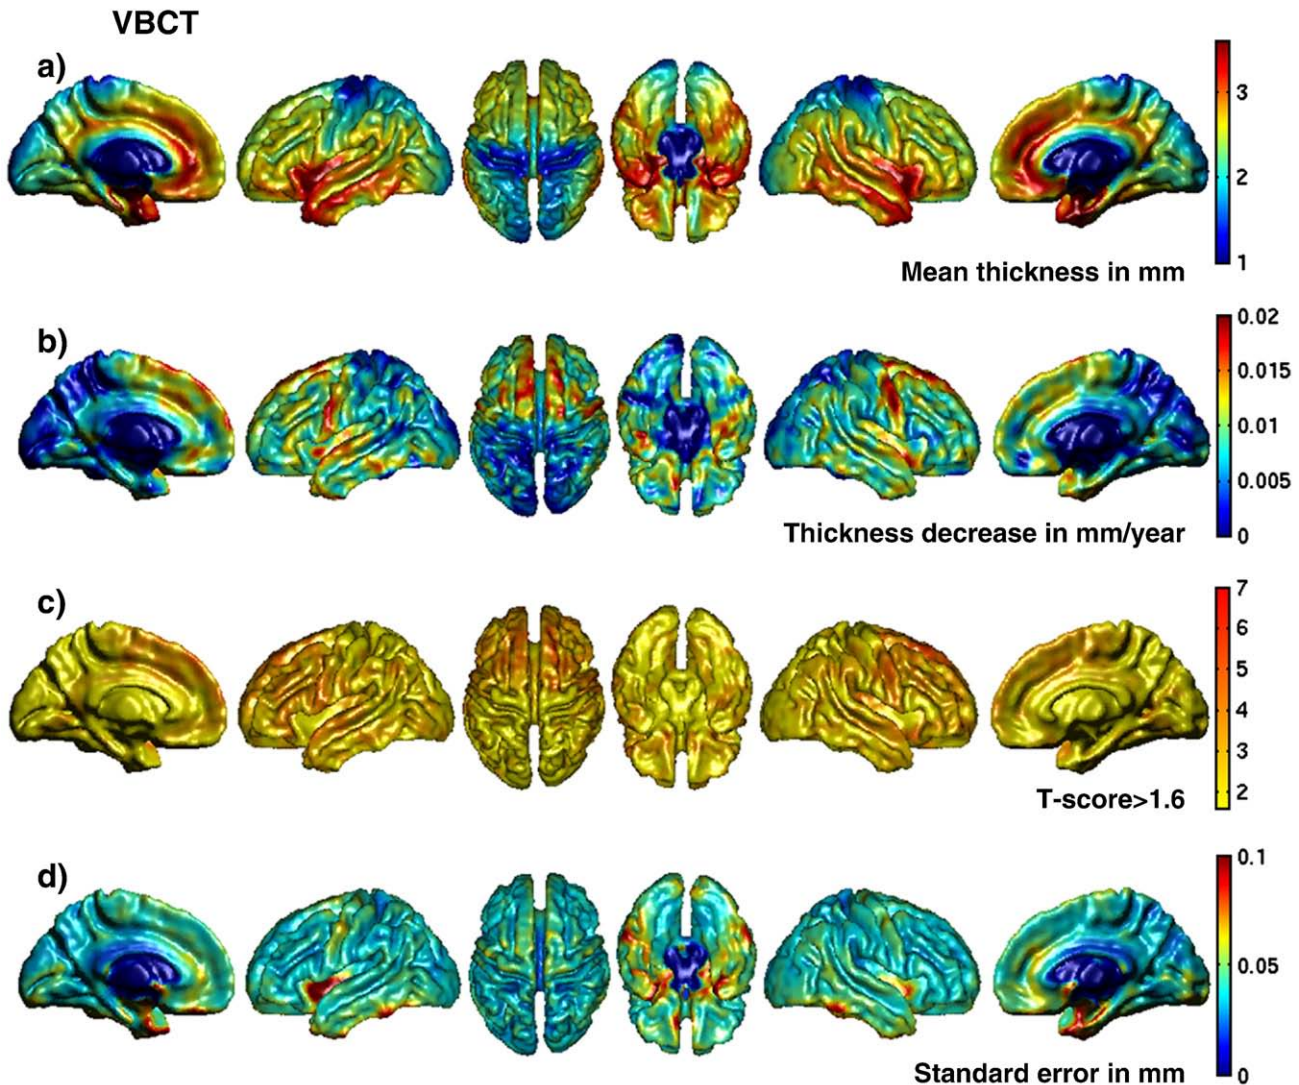 VBCT
a)
3
2
1
Mean thickness in mm
b)
0.02
0.015
0.01
0.005
0
Thickness decrease in mm/year
c)
7
6
5
4
3
2
T-score>1.6
d)
0.1
0.05
0
Standard error in mm